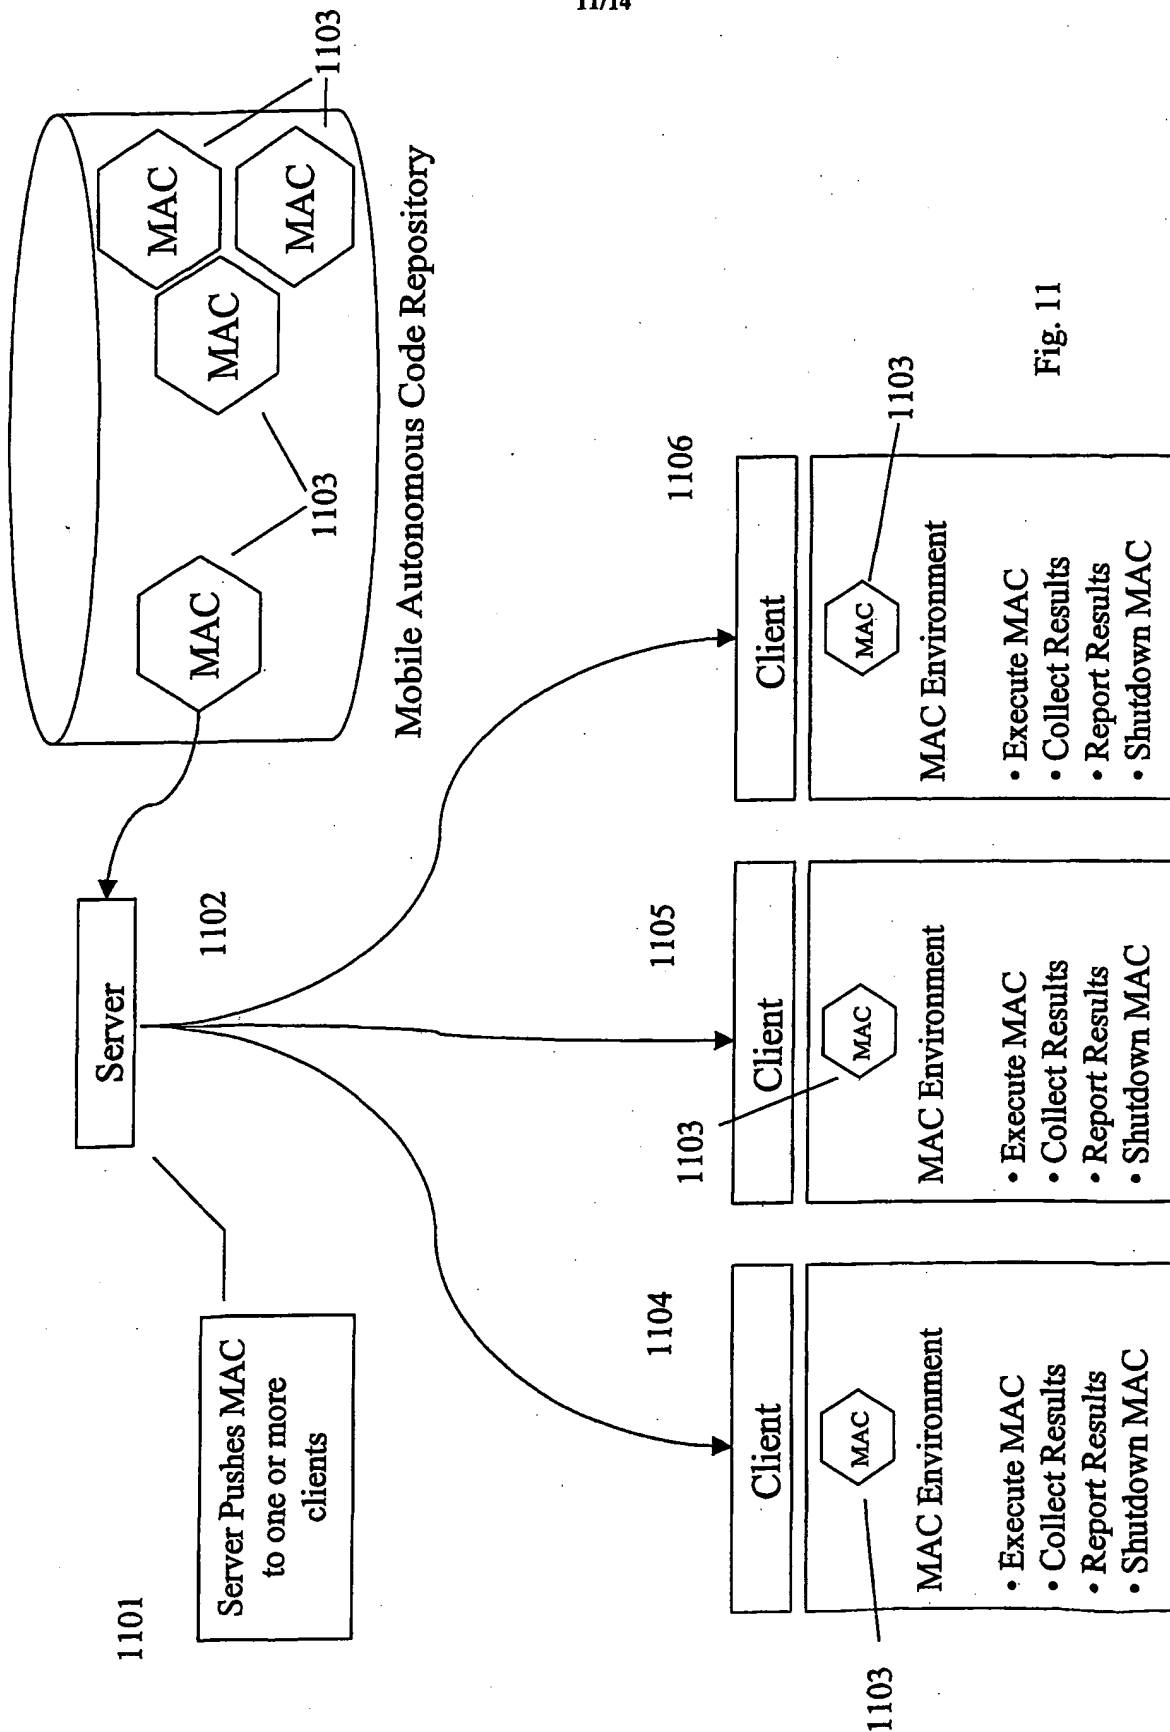 11/14
1101
Server Pushes MAC
to one or more
clients
Server
1102
MAC
MAC
MAC
MAC
1103
1103
Mobile Autonomous Code Repository
1104
Client
MAC
1103
MAC Environment
• Execute MAC
• Collect Results
• Report Results
• Shutdown MAC
1105
Client
MAC
1103
MAC Environment
• Execute MAC
• Collect Results
• Report Results
• Shutdown MAC
1106
Client
MAC
1103
MAC Environment
• Execute MAC
• Collect Results
• Report Results
• Shutdown MAC
Fig. 11